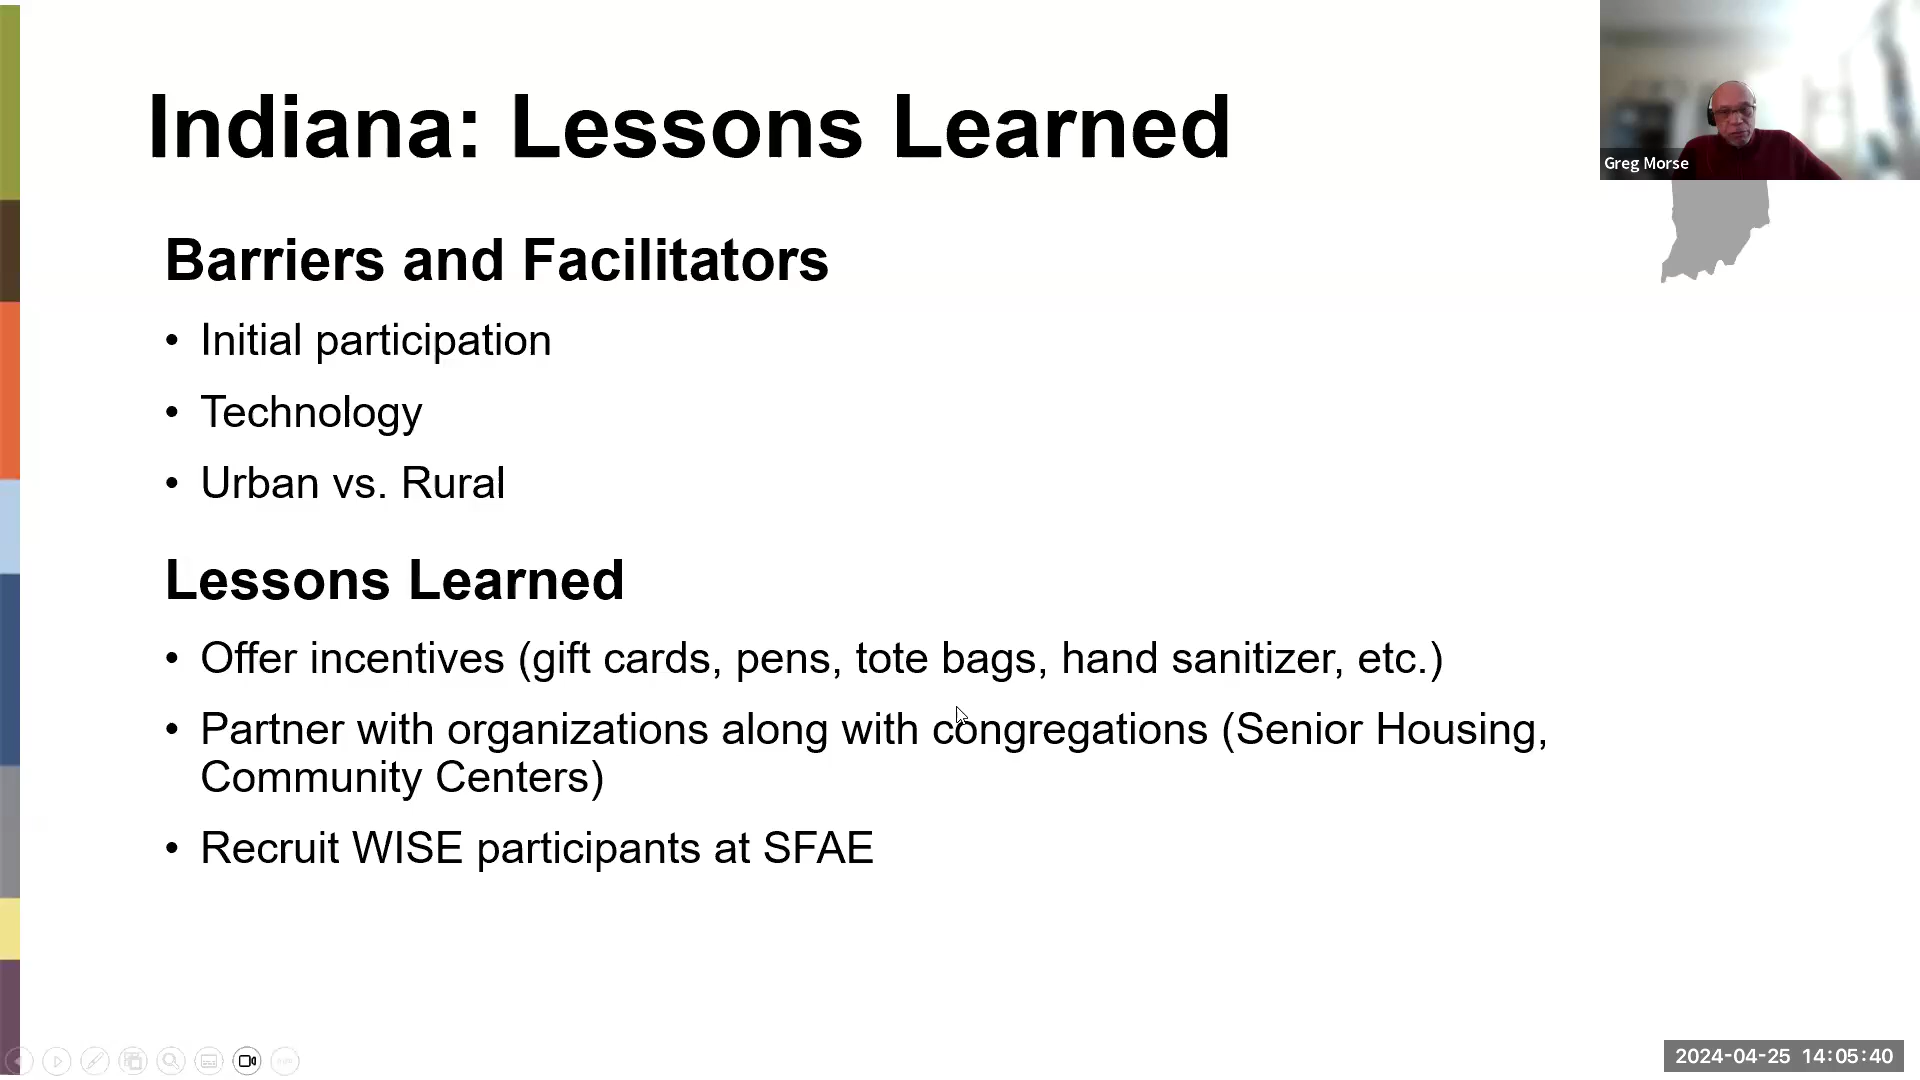 Indiana: Lessons Learned
Greg Morse
Barriers and Facilitators
• Initial participation
• Technology
• Urban vs. Rural
Lessons Learned
• Offer incentives (gift cards, pens, tote bags, hand sanitizer, etc.)
• Partner with organizations along with congregations (Senior Housing,
Community Centers)
• Recruit WISE participants at SFAE
2024-04-25 14:05:40